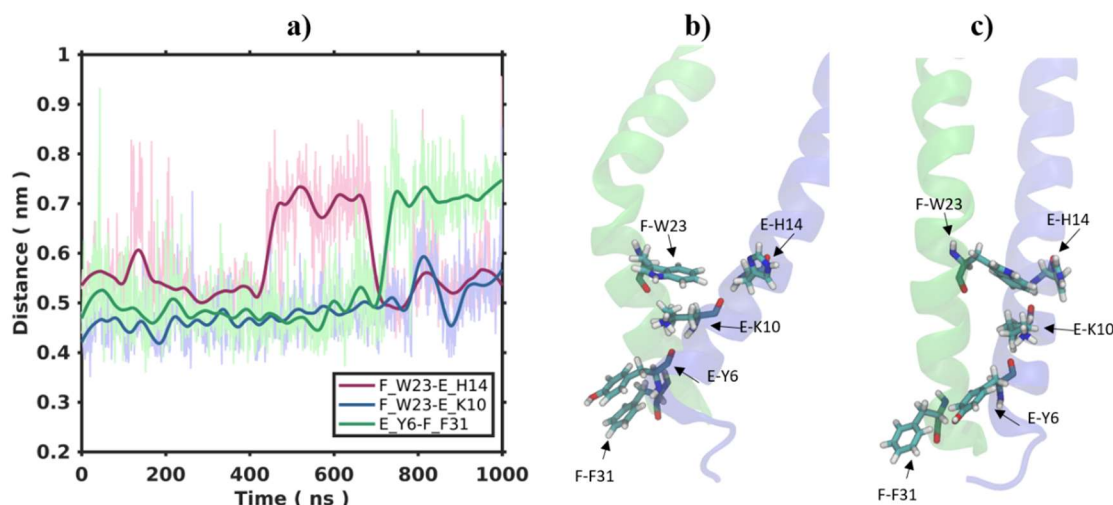 a)
b)
c)
Distance ( nm )
1
0.9
0.8
0.7
0.6
0.5
0.4
0.3
0.2
F_W23-E_H14
F_W23-E_K10
E_Y6-F_F31
0
200
400
600
800
1000
Time ( ns )
F-W23
E-H14
E-K10
E-Y6
F-F31
F-W23
E-H14
E-K10
E-Y6
F-F31